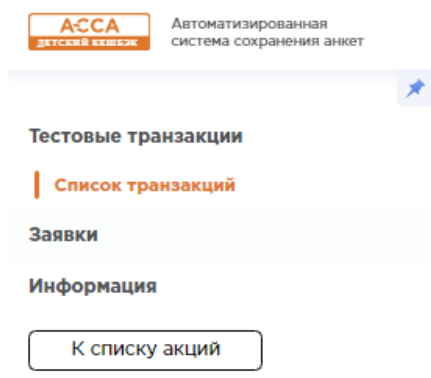 АССА
ДЕТСКИЙ КЕШБЭК
Автоматизированная
система сохранения анкет
Тестовые транзакции
Список транзакций
Заявки
Информация
К списку акций